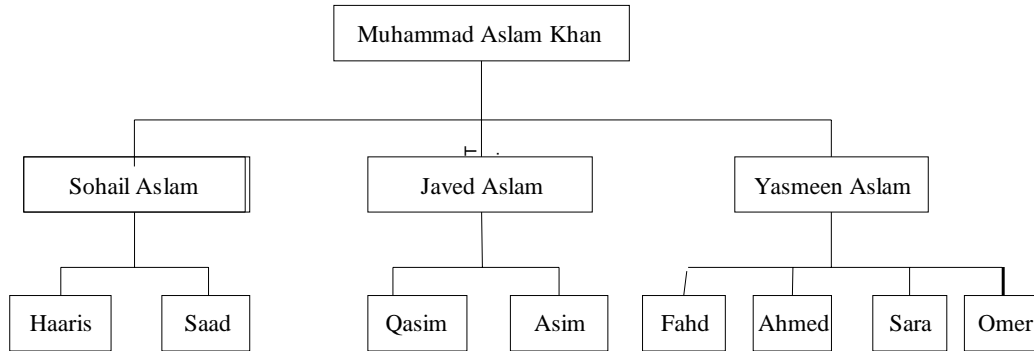 Muhammad Aslam Khan
Sohail Aslam
Javed Aslam
Yasmeen Aslam
Haaris
Saad
Qasim
Asim
Fahd
Ahmed
Sara
Omer